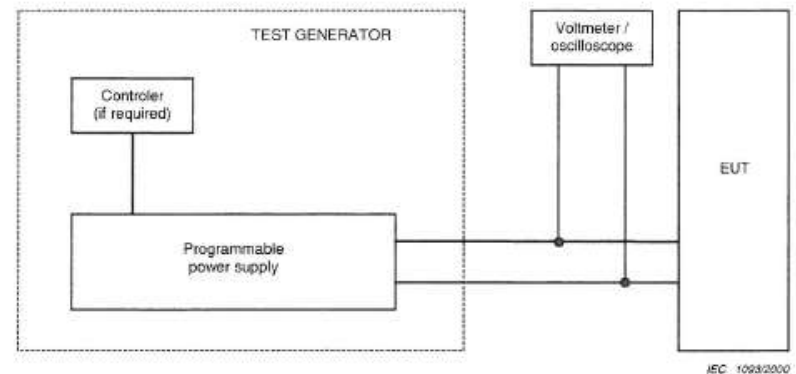 TEST GENERATOR
Voltmeter /
oscilloscope
Controler
(if required)
EUT
Programmable
power supply
IEC 1093/2000